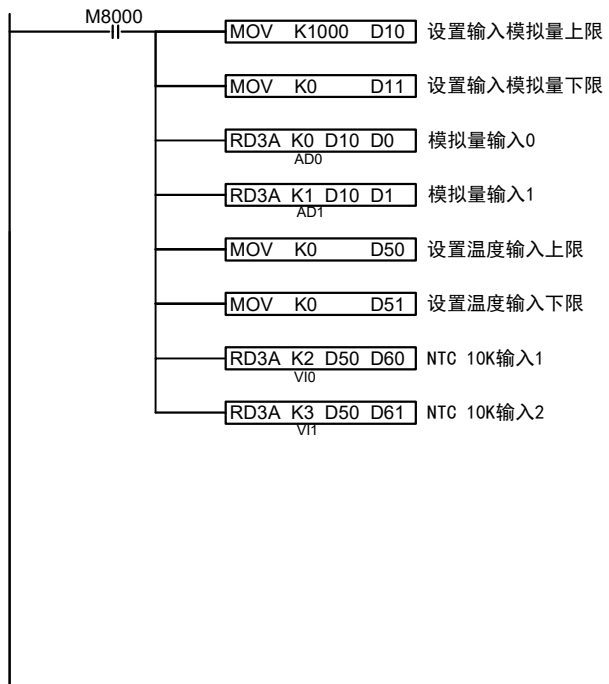 M8000
MOV K1000 D10 设置输入模拟量上限
MOV K0 D11 设置输入模拟量下限
RD3A K0 D10 D0 模拟量输入0
AD0
RD3A K1 D10 D1 模拟量输入1
AD1
MOV K0 D50 设置温度输入上限
MOV K0 D51 设置温度输入下限
RD3A K2 D50 D60 NTC 10K输入1
VI0
RD3A K3 D50 D61 NTC 10K输入2
VI1